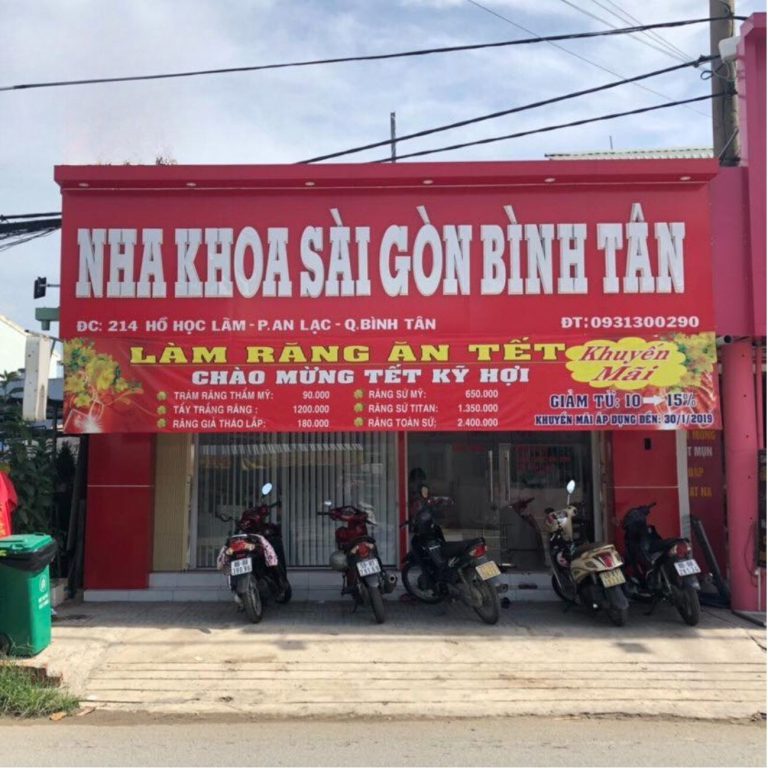 NHA KHOA SÀI GÒN BÌNH TÂN
ĐC: 214 HỒ HỌC LÃM - P.AN LẠC - Q.BÌNH TÂN
ĐT:0931300290
LÀM RĂNG ĂN TẾT
CHÀO MỪNG TẾT KỶ HỢI
Khuyến
Mãi
TRÁM RĂNG THẨM MỸ: 90.000
TẨY TRẮNG RĂNG : 1200.000
RĂNG GIẢ THÁO LẮP: 180.000
RĂNG SỨ MỸ: 650.000
RĂNG SỨ TITAN: 1.350.000
RĂNG TOÀN SỨ: 2.400.000
GIẢM TỪ: 10 → 15%
KHUYẾN MÃI ÁP DỤNG ĐẾN: 30/1/2019